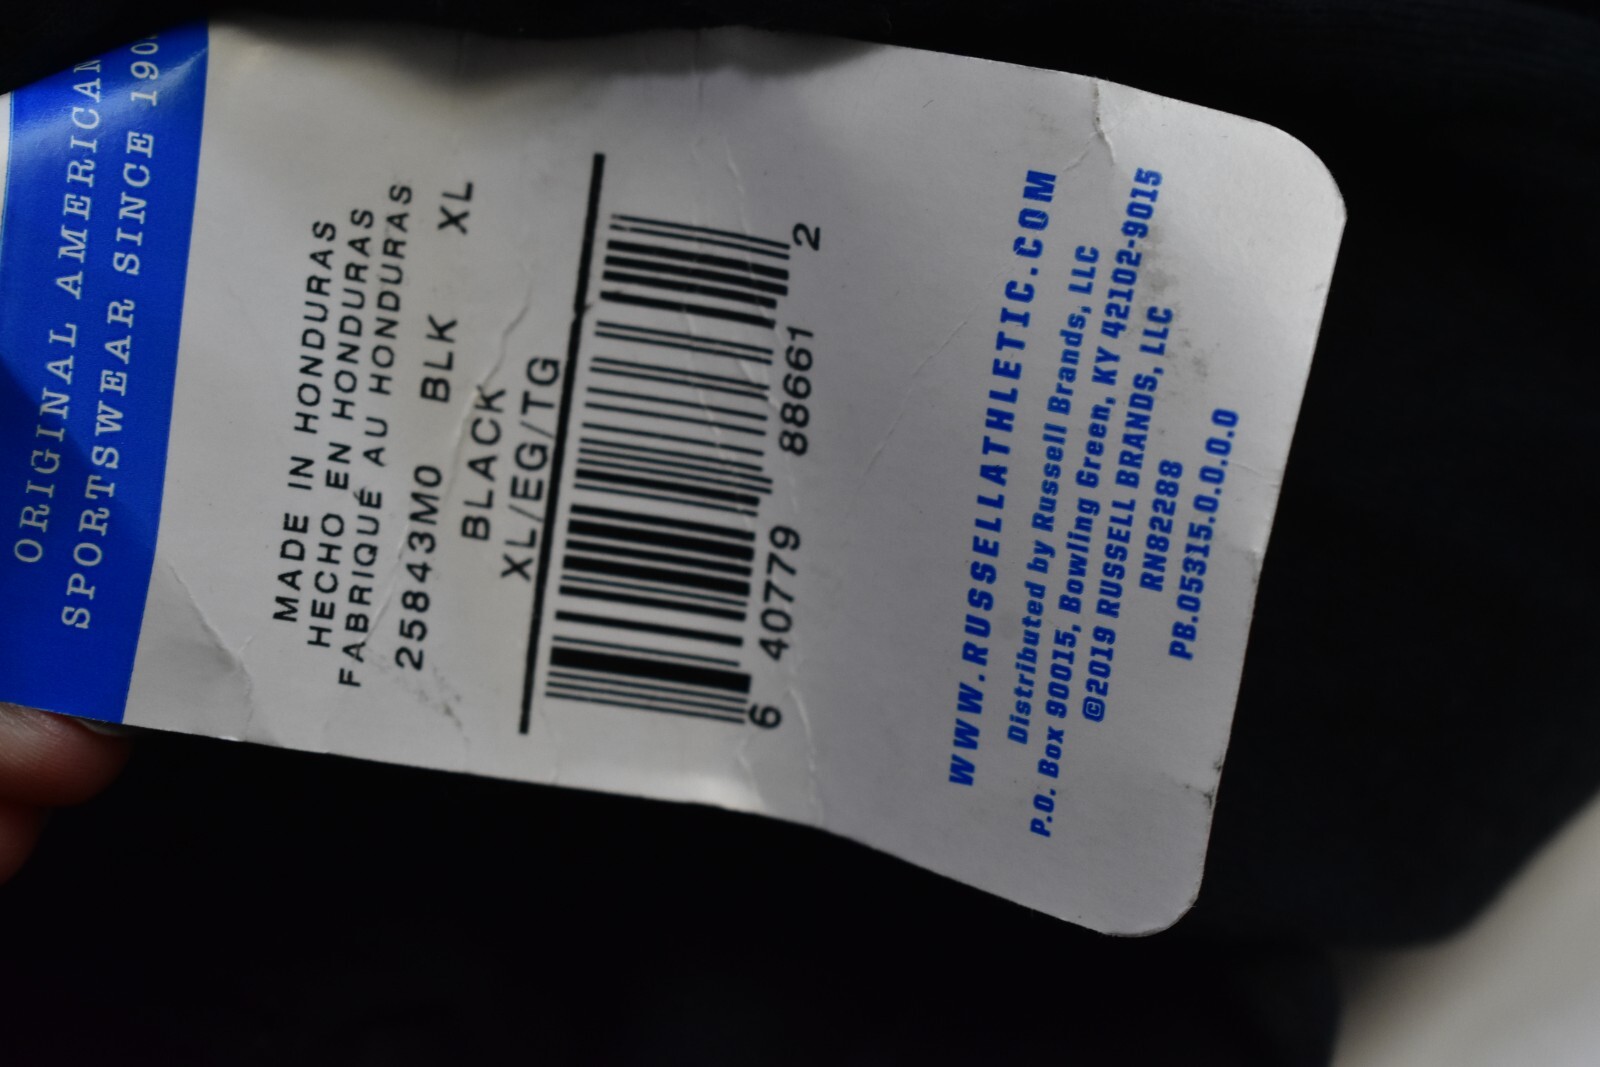 ORIGINAL AMERICAN
SPORTSWEAR SINCE
MADE IN HONDURAS
HECHO EN HONDURAS
FABRIQUÉ AU HONDURAS
25843M0 BLK XL
BLACK
XL/EG/TG
6 40779 88661 2
WWW.RUSSELLATHLETIC.COM
Distributed by Russell Brands, LLC
P.O. Box 90015, Bowling Green, KY 42102-9015
©2019 RUSSELL BRANDS, LLC
RN82288
PB.05315.0.0.0.0